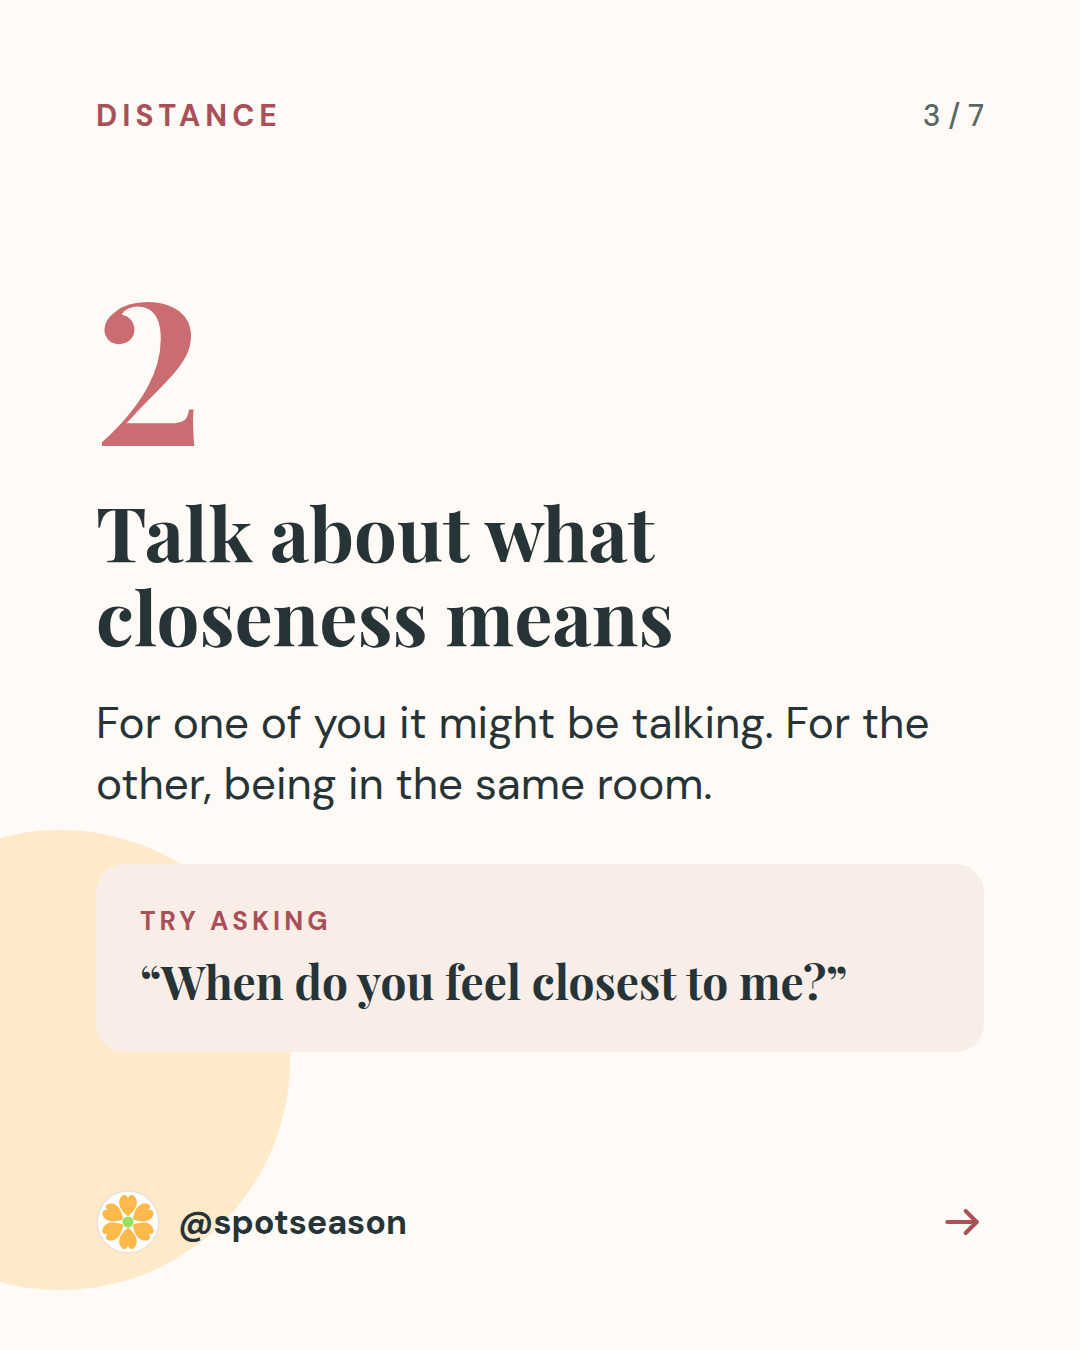 DISTANCE
3 / 7
2
Talk about what
closeness means
For one of you it might be talking. For the
other, being in the same room.
TRY ASKING
“When do you feel closest to me?”
@spotseason